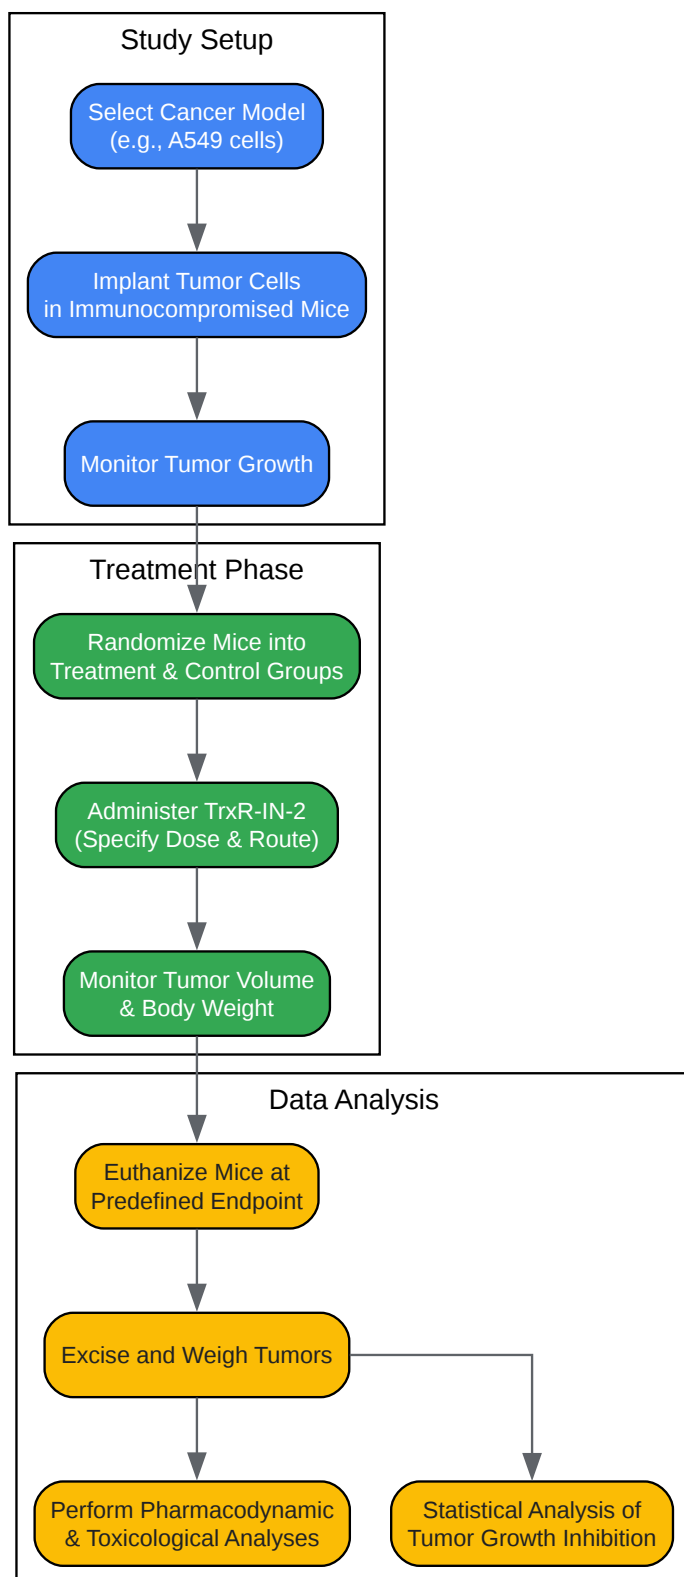 Study Setup
Select Cancer Model
(e.g., A549 cells)
Implant Tumor Cells
in Immunocompromised Mice
Monitor Tumor Growth
Treatment Phase
Randomize Mice into
Treatment & Control Groups
Administer TrxR-IN-2
(Specify Dose & Route)
Monitor Tumor Volume
& Body Weight
Data Analysis
Euthanize Mice at
Predefined Endpoint
Excise and Weigh Tumors
Perform Pharmacodynamic
& Toxicological Analyses
Statistical Analysis of
Tumor Growth Inhibition